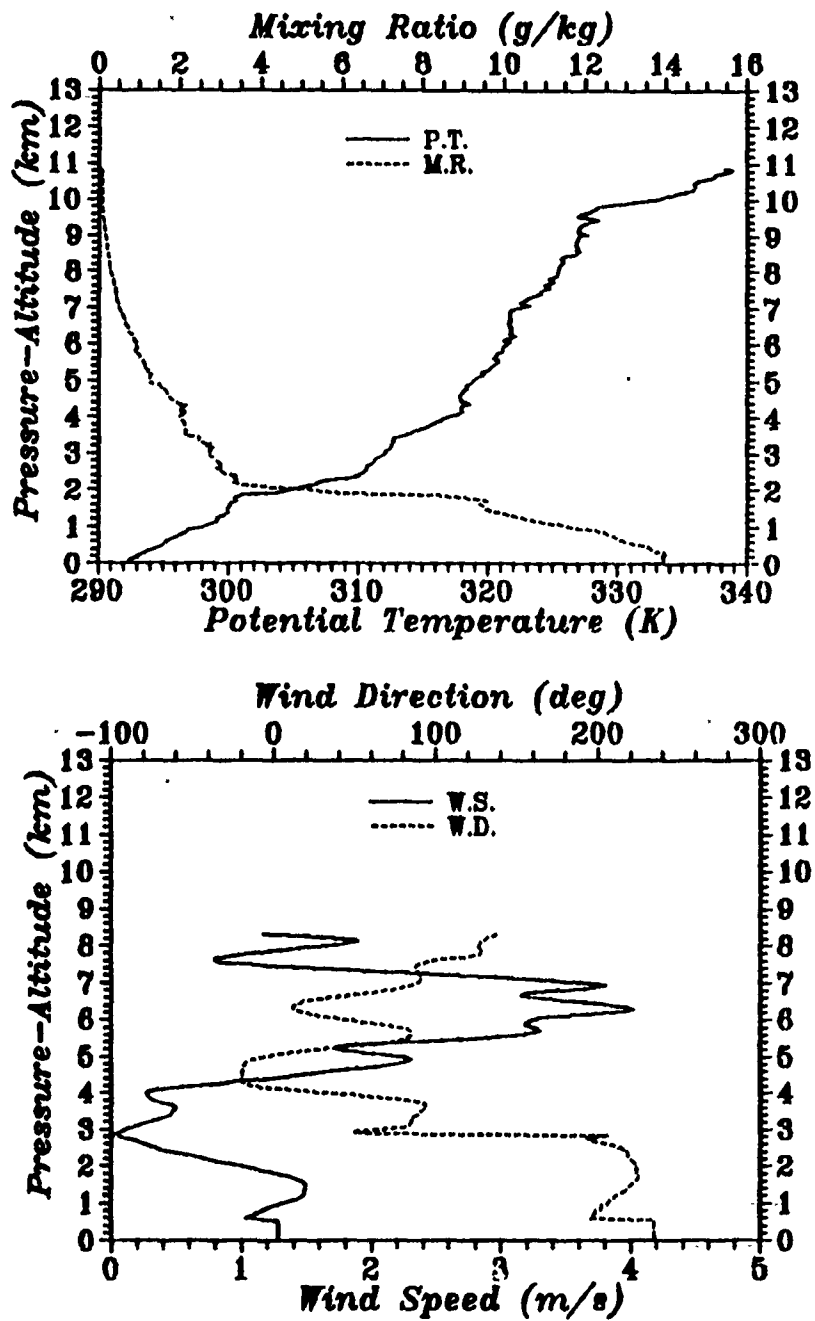 Mixing Ratio (g/kg)
0 2 4 6 8 10 12 14 16
Pressure-Altitude (km)
13 13
12 12
11 11
10 10
9 9
8 8
7 7
6 6
5 5
4 4
3 3
2 2
1 1
0 0
P.T.
M.R.
290 300 310 320 330 340
Potential Temperature (K)
Wind Direction (deg)
-100 0 100 200 300
Pressure-Altitude (km)
13 13
12 12
11 11
10 10
9 9
8 8
7 7
6 6
5 5
4 4
3 3
2 2
1 1
0 0
W.S.
W.D.
0 1 2 3 4 5
Wind Speed (m/s)